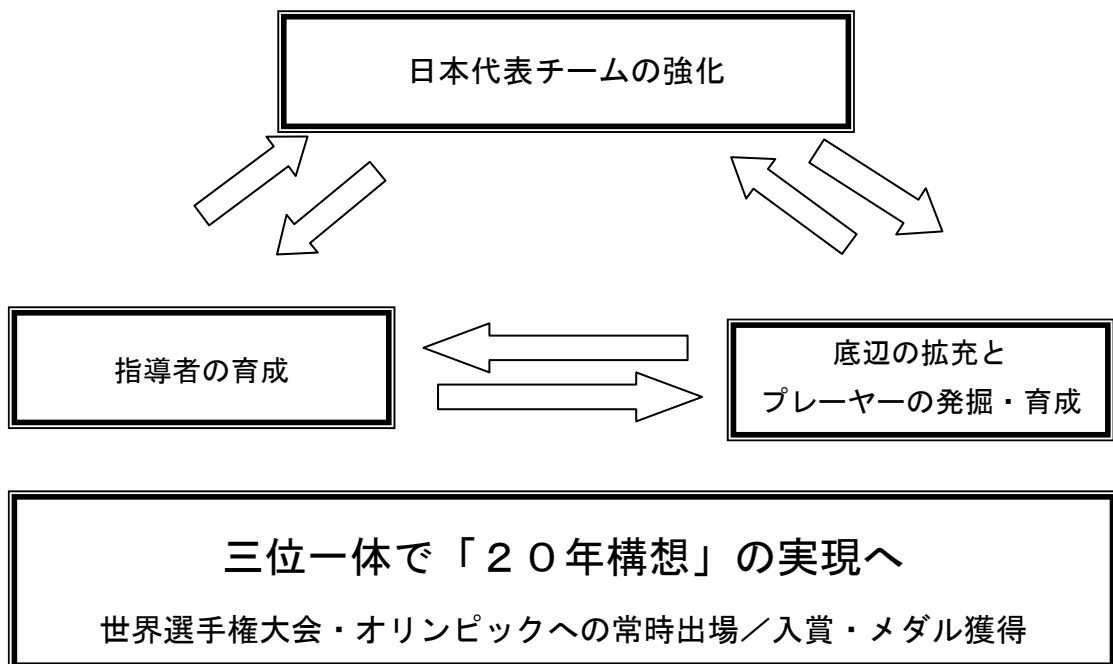 日本代表チームの強化
指導者の育成
底辺の拡充と
プレーヤーの発掘・育成
三位一体で「２０年構想」の実現へ
世界選手権大会・オリンピックへの常時出場／入賞・メダル獲得